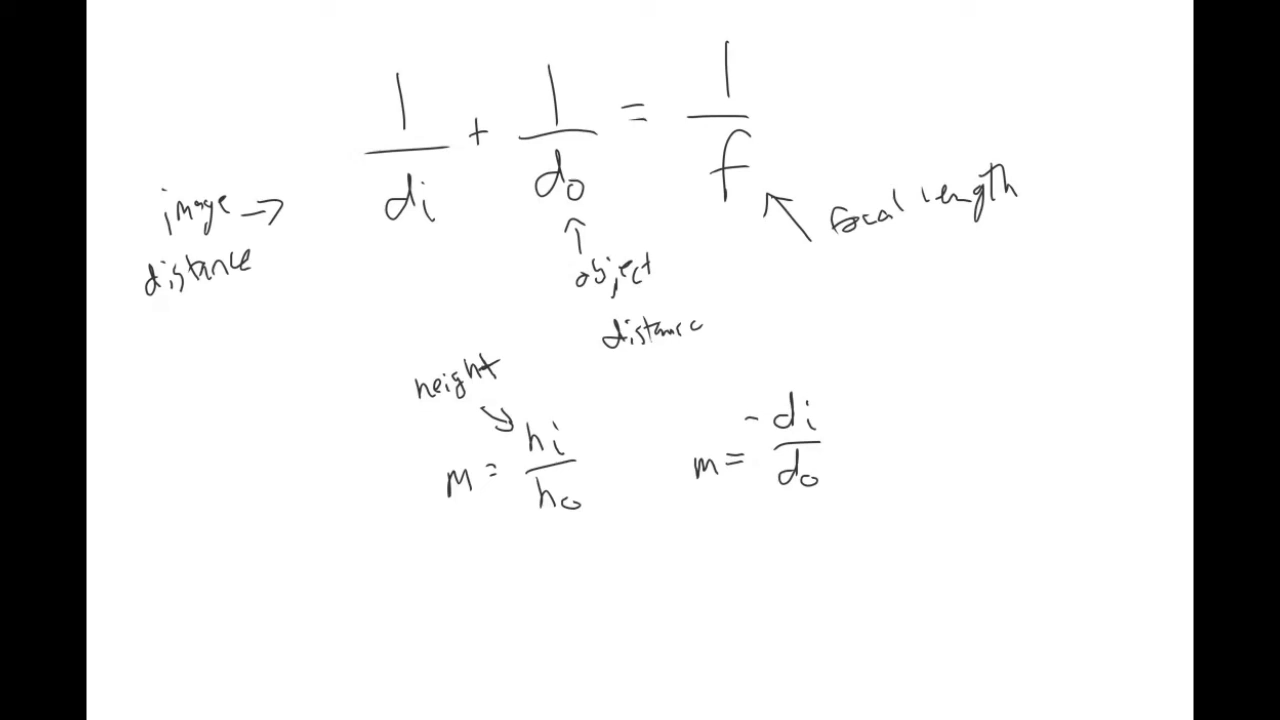 1/di + 1/do = 1/f
image →
distance
↑
object
distance
focal length
height
m = hi/ho
m = -di/do